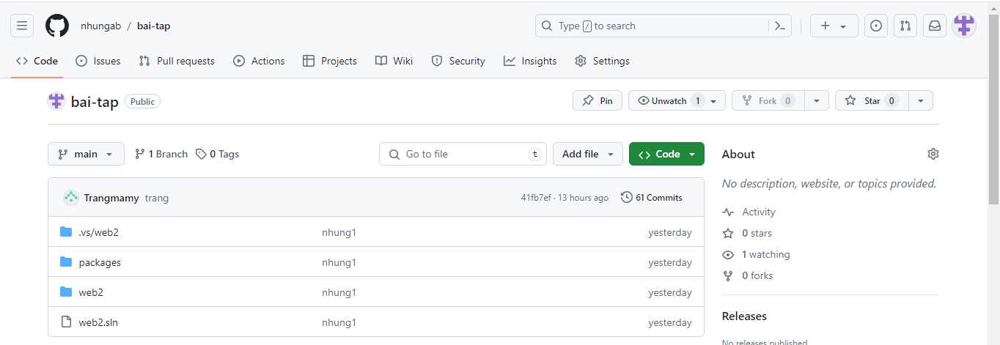 nhungab / bai-tap Type / to search
Code Issues Pull requests Actions Projects Wiki Security Insights Settings
bai-tap Public Pin Unwatch 1 Fork 0 Star 0
main 1 Branch 0 Tags Go to file t Add file Code
About
No description, website, or topics provided.
Trangmamy trang 41fb7ef · 13 hours ago 61 Commits
.vs/web2 nhung1 yesterday
packages nhung1 yesterday
web2 nhung1 yesterday
web2.sln nhung1 yesterday
Activity
0 stars
1 watching
0 forks
Releases
No releases published